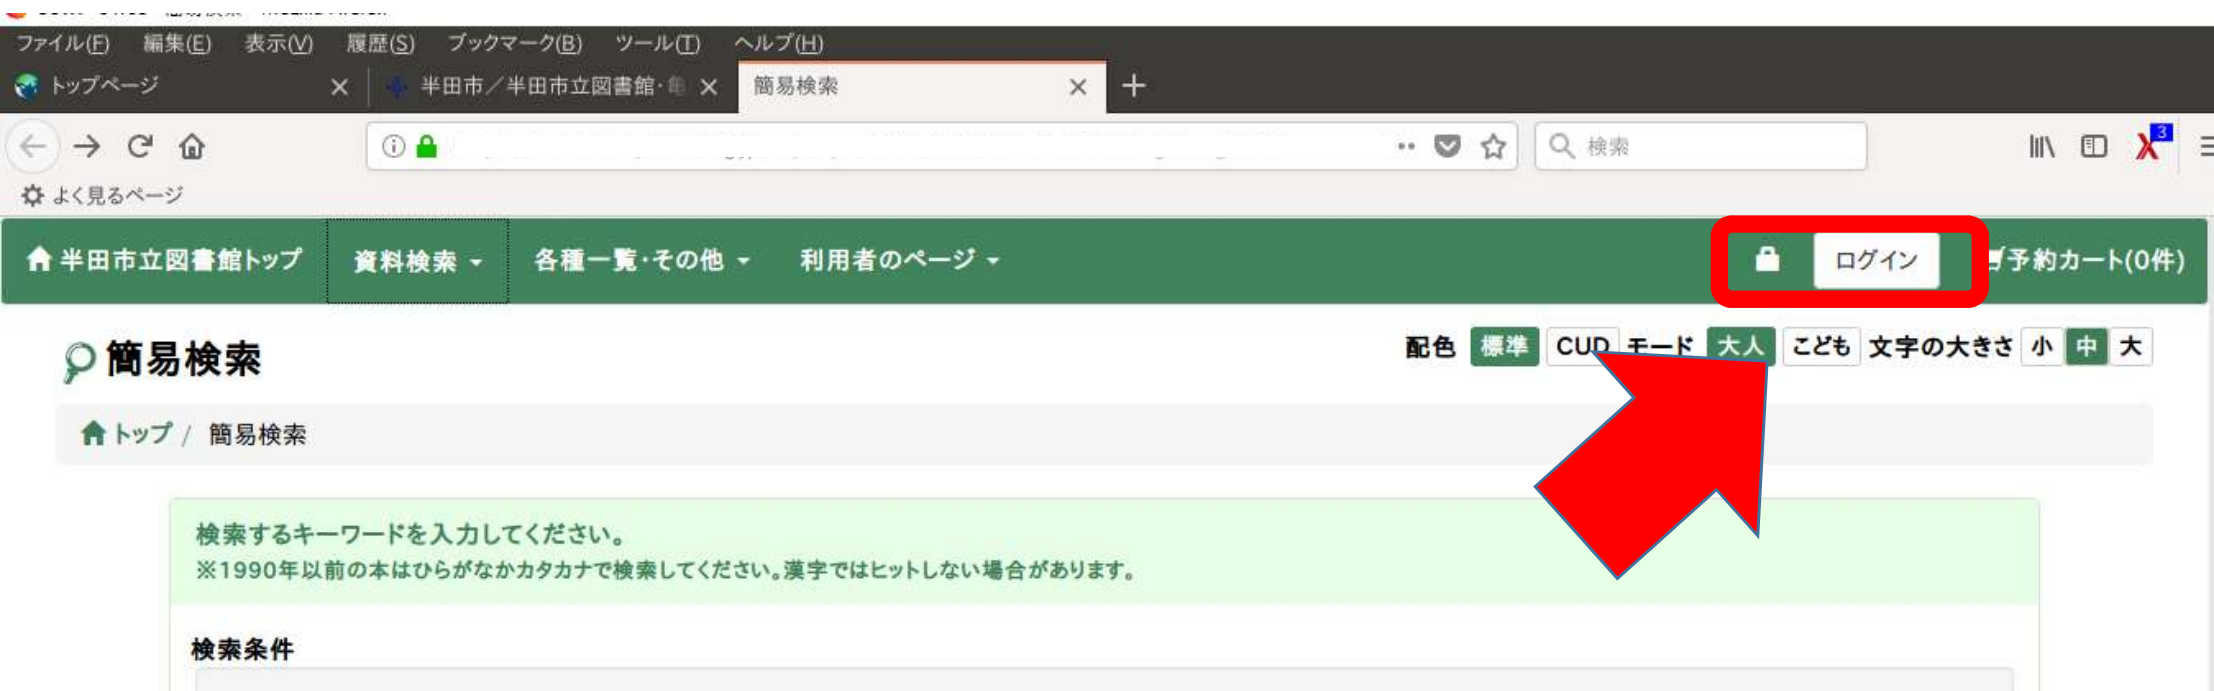 ファイル(F) 編集(E) 表示(V) 履歴(S) ブックマーク(B) ツール(T) ヘルプ(H)
トップページ 半田市／半田市立図書館・亀 簡易検索
検索 3
よく見るページ
半田市立図書館トップ 資料検索 各種一覧・その他 利用者のページ ログイン 予約カート(0件)
簡易検索
配色 標準 CUD モード 大人 こども 文字の大きさ 小 中 大
トップ / 簡易検索
検索するキーワードを入力してください。
※1990年以前の本はひらがなかカタカナで検索してください。漢字ではヒットしない場合があります。
検索条件